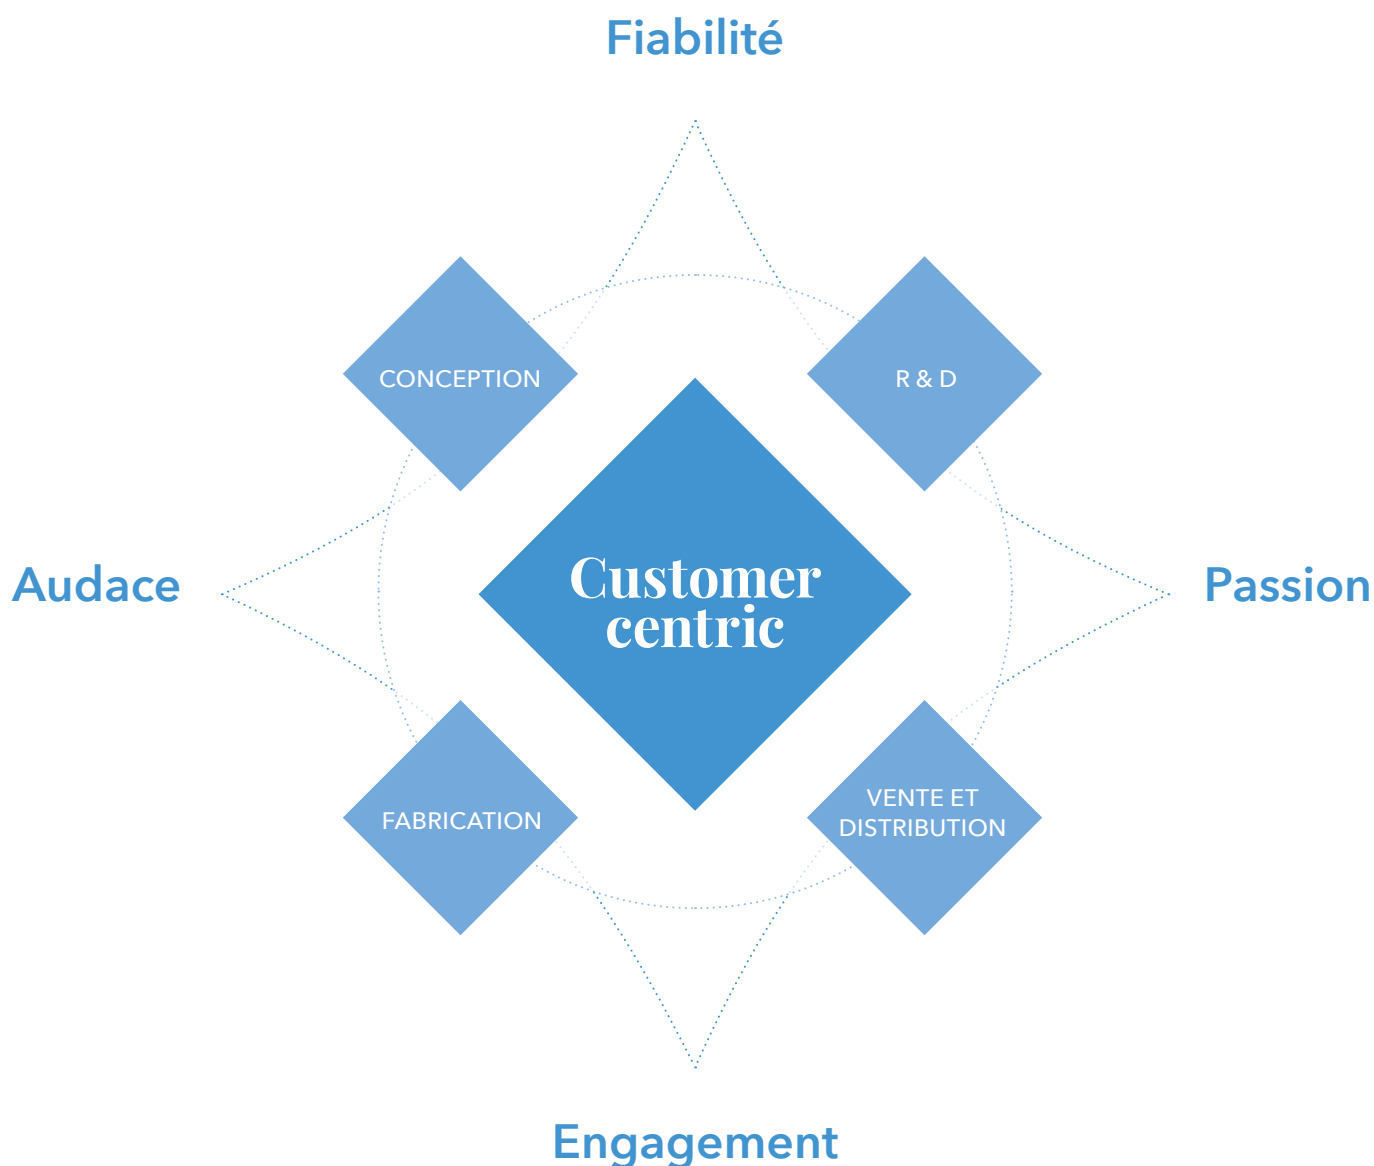 Fiabilité
CONCEPTION
R & D
Audace
Customer
centric
Passion
FABRICATION
VENTE ET
DISTRIBUTION
Engagement